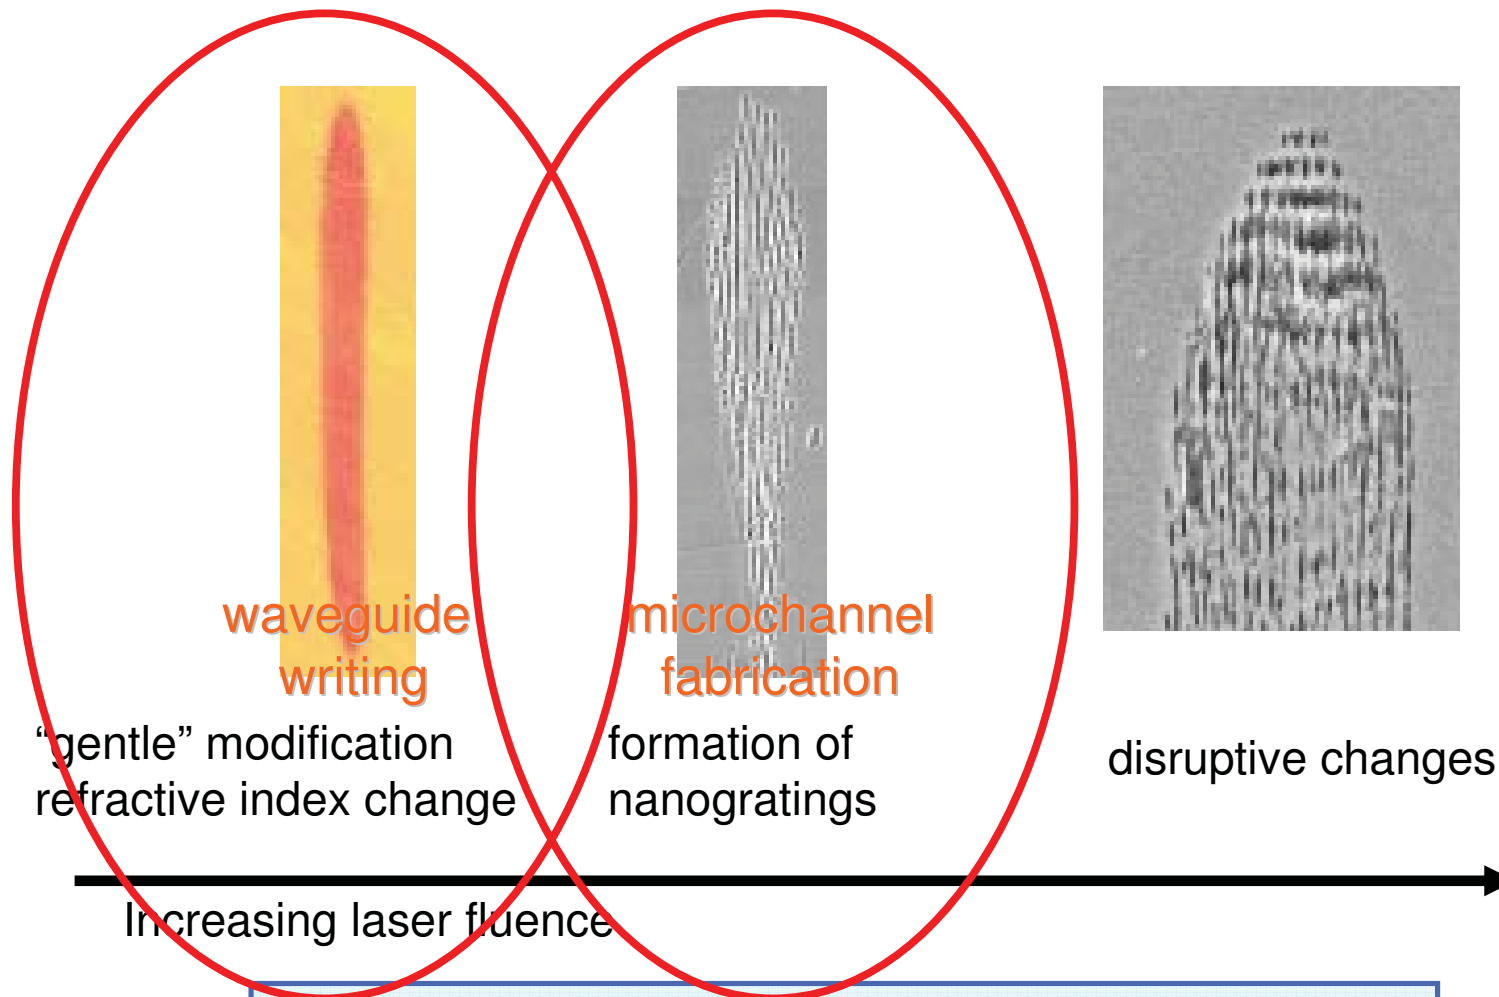 waveguide
writing
“gentle” modification
refractive index change
microchannel
fabrication
formation of
nanogratings
disruptive changes
Increasing laser fluence